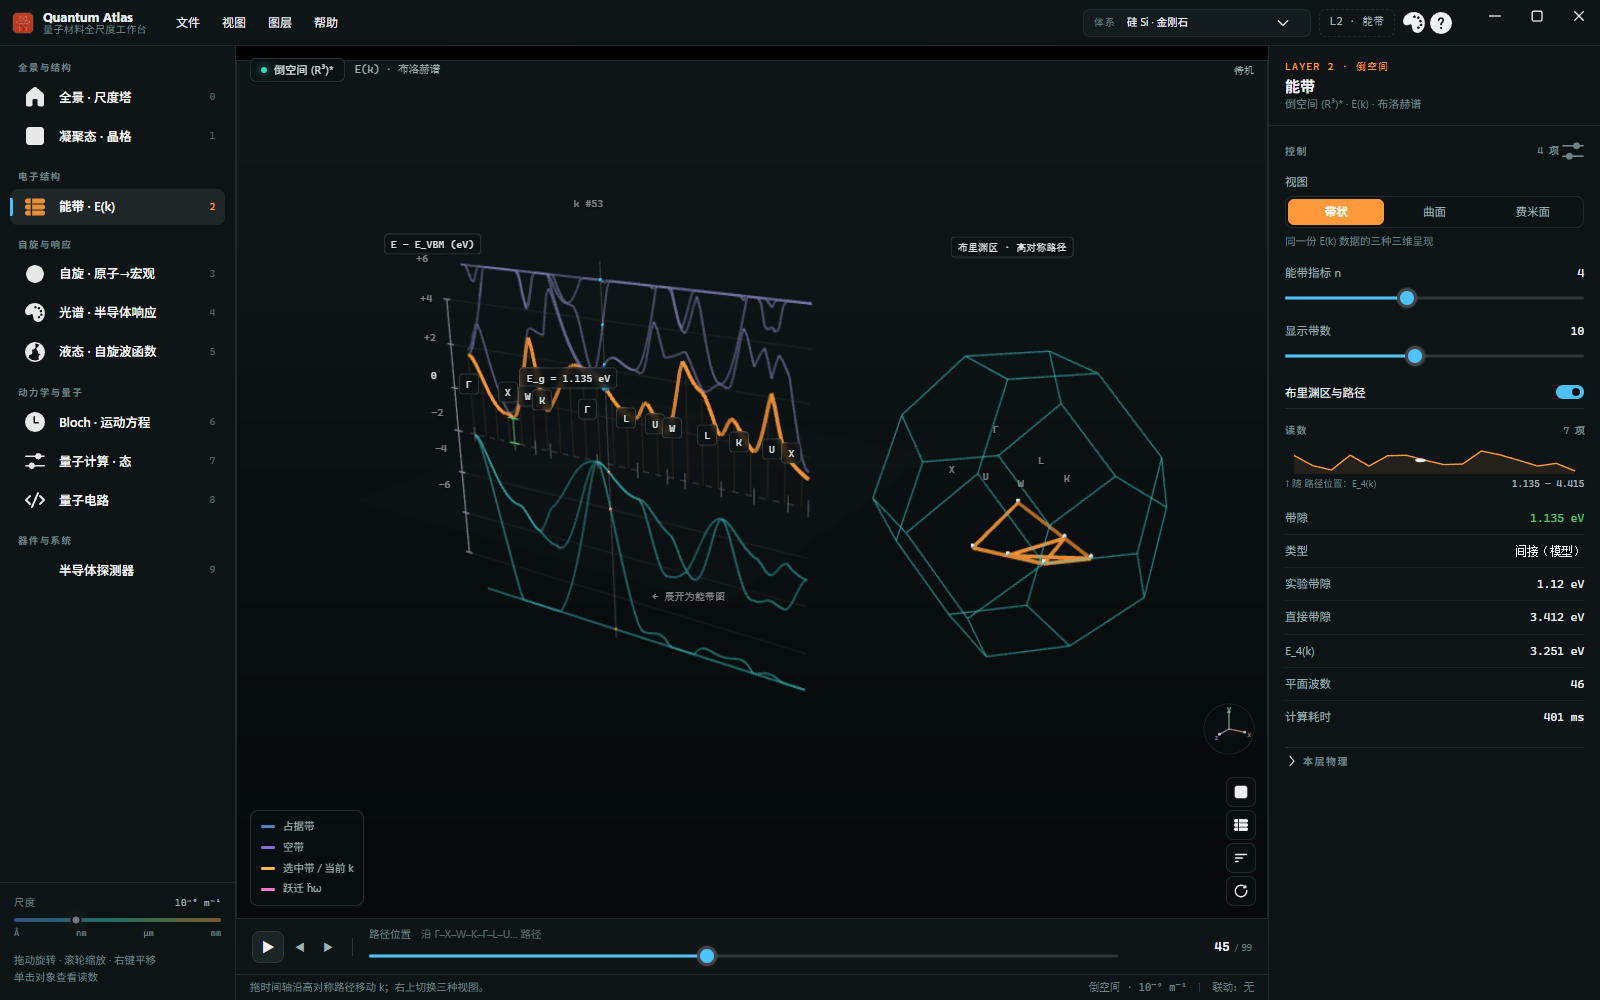 Quantum Atlas
量子材料全尺度工作台
文件 视图 图层 帮助
体系 硅 Si · 金刚石
L2 · 能带
全景与结构
全景 · 尺度塔 0
凝聚态 · 晶格 1
电子结构
能带 · E(k) 2
自旋与响应
自旋 · 原子→宏观 3
光谱 · 半导体响应 4
液态 · 自旋波函数 5
动力学与量子
Bloch · 运动方程 6
量子计算 · 态 7
量子电路 8
器件与系统
半导体探测器 9
尺度 10⁻⁹ m⁻¹
Å nm μm mm
拖动旋转 · 滚轮缩放 · 右键平移
单击对象查看读数
倒空间 (R³)* E(k) · 布洛赫谱
待机
k #53
E − E_VBM (eV)
+6
+4
+2
0
−2
−4
−6
E_g = 1.135 eV
Γ X W K Γ L U W L K U X
← 展开为能带图
布里渊区 · 高对称路径
Γ
X U W L K
占据带
空带
选中带 / 当前 k
跃迁 ħω
路径位置 沿 Γ–X–W–K–Γ–L–U… 路径
45 / 99
拖时间轴沿高对称路径移动 k；右上切换三种视图。
倒空间 · 10⁻⁹ m⁻¹ | 联动：无
LAYER 2 · 倒空间
能带
倒空间 (R³)* · E(k) · 布洛赫谱
控制 4 项
视图
带状 曲面 费米面
同一份 E(k) 数据的三种三维呈现
能带指标 n 4
显示带数 10
布里渊区与路径
读数 7 项
↑ 随 路径位置：E_4(k) 1.135 – 4.415
带隙 1.135 eV
类型 间接（模型）
实验带隙 1.12 eV
直接带隙 3.412 eV
E_4(k) 3.251 eV
平面波数 46
计算耗时 401 ms
本层物理